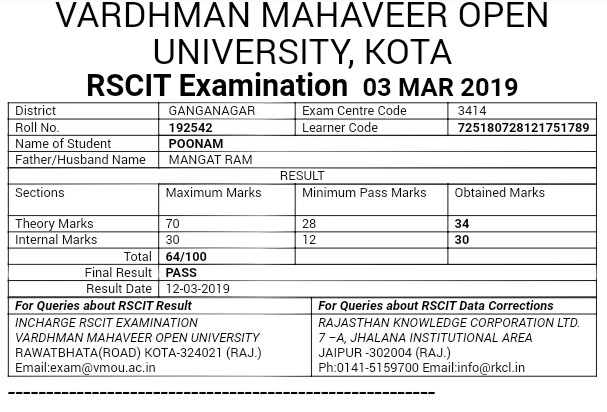 VARDHMAN MAHAVEER OPEN
UNIVERSITY, KOTA
RSCIT Examination 03 MAR 2019
District GANGANAGAR Exam Centre Code 3414
Roll No. 192542 Learner Code 725180728121751789
Name of Student POONAM
Father/Husband Name MANGAT RAM
RESULT
Sections Maximum Marks Minimum Pass Marks Obtained Marks
Theory Marks 70 28 34
Internal Marks 30 12 30
Total 64/100
Final Result PASS
Result Date 12-03-2019
For Queries about RSCIT Result For Queries about RSCIT Data Corrections
INCHARGE RSCIT EXAMINATION RAJASTHAN KNOWLEDGE CORPORATION LTD.
VARDHMAN MAHAVEER OPEN UNIVERSITY 7 –A, JHALANA INSTITUTIONAL AREA
RAWATBHATA(ROAD) KOTA-324021 (RAJ.) JAIPUR -302004 (RAJ.)
Email:exam@vmou.ac.in Ph:0141-5159700 Email:info@rkcl.in